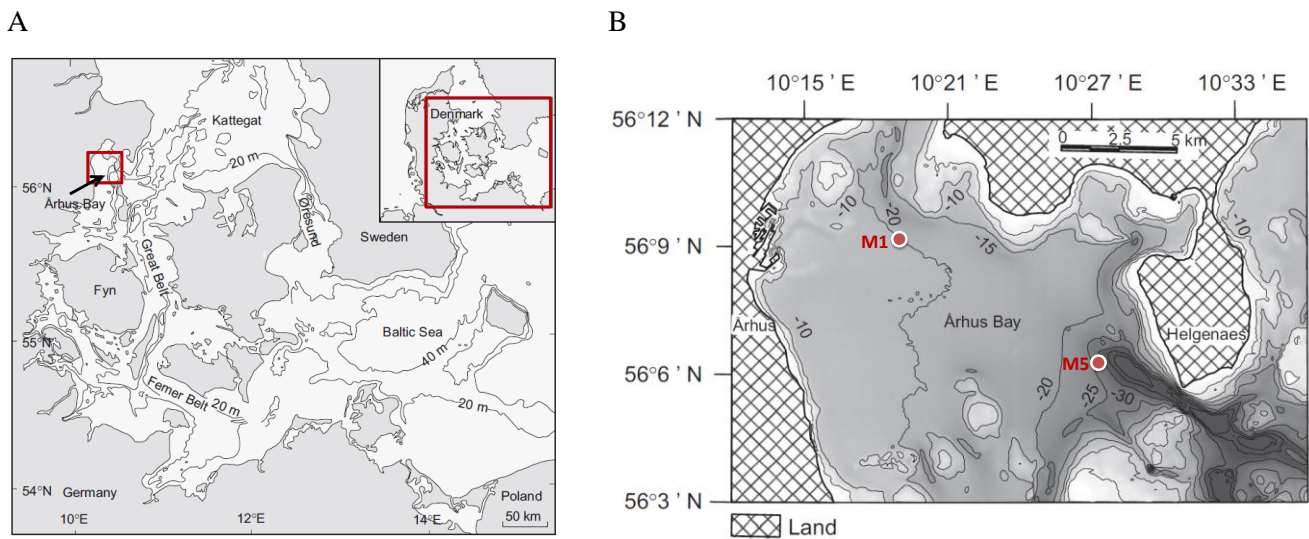 A
Kattegat
20 m
Denmark
56°N
Århus Bay
Øresund
Sweden
Great Belt
Fyn
Baltic Sea
40 m
55°N
Femer Belt
20 m
20 m
54°N
Germany
Poland
50 km
10°E
12°E
14°E
B
10°15 ' E
10°21 ' E
10°27 ' E
10°33 ' E
56°12 ' N
0 2,5 5 km
-10
-10
-20
-10
56°9 ' N
M1
-15
Århus
-10
Århus Bay
Helgenaes
56°6 ' N
M5
-20
-25
-30
56°3 ' N
Land